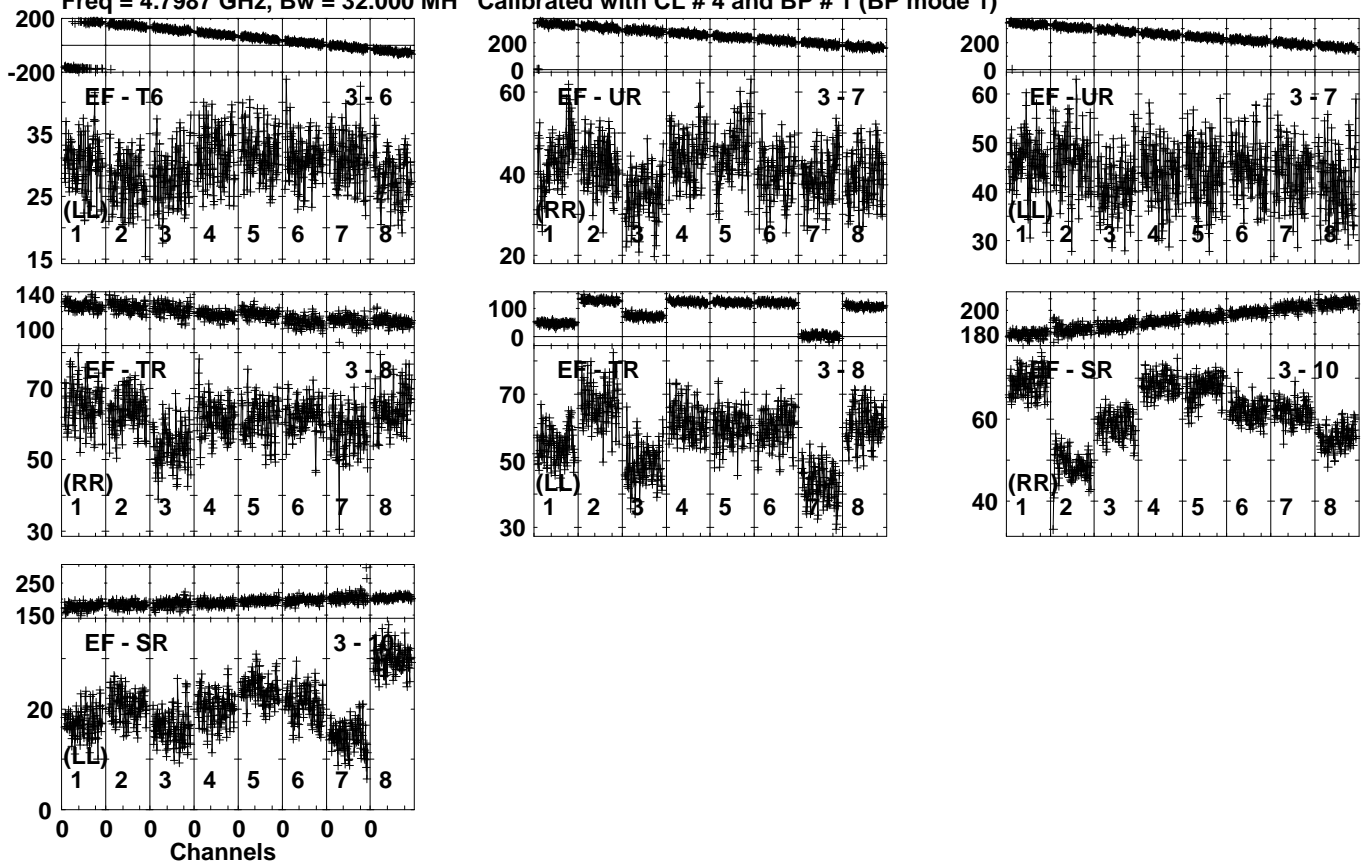 Freq = 4.7987 GHz, Bw = 32.000 MH Calibrated with CL # 4 and BP # 1 (BP mode 1)
200
-200
EF - T6 3 - 6
35
25
15
(LL)
1 2 3 4 5 6 7 8
200
0
60
EF - UR 3 - 7
40
20
(RR)
1 2 3 4 5 6 7 8
200
0
60
EF - UR 3 - 7
50
40
30
(LL)
1 2 3 4 5 6 7 8
140
100
EF - TR 3 - 8
70
50
30
(RR)
1 2 3 4 5 6 7 8
100
0
EF - TR 3 - 8
70
50
30
(LL)
1 2 3 4 5 6 7 8
200
180
EF - SR 3 - 10
60
40
(RR)
1 2 3 4 5 6 7 8
250
150
EF - SR 3 - 10
20
0
(LL)
1 2 3 4 5 6 7 8
0 0 0 0 0 0 0 0
Channels